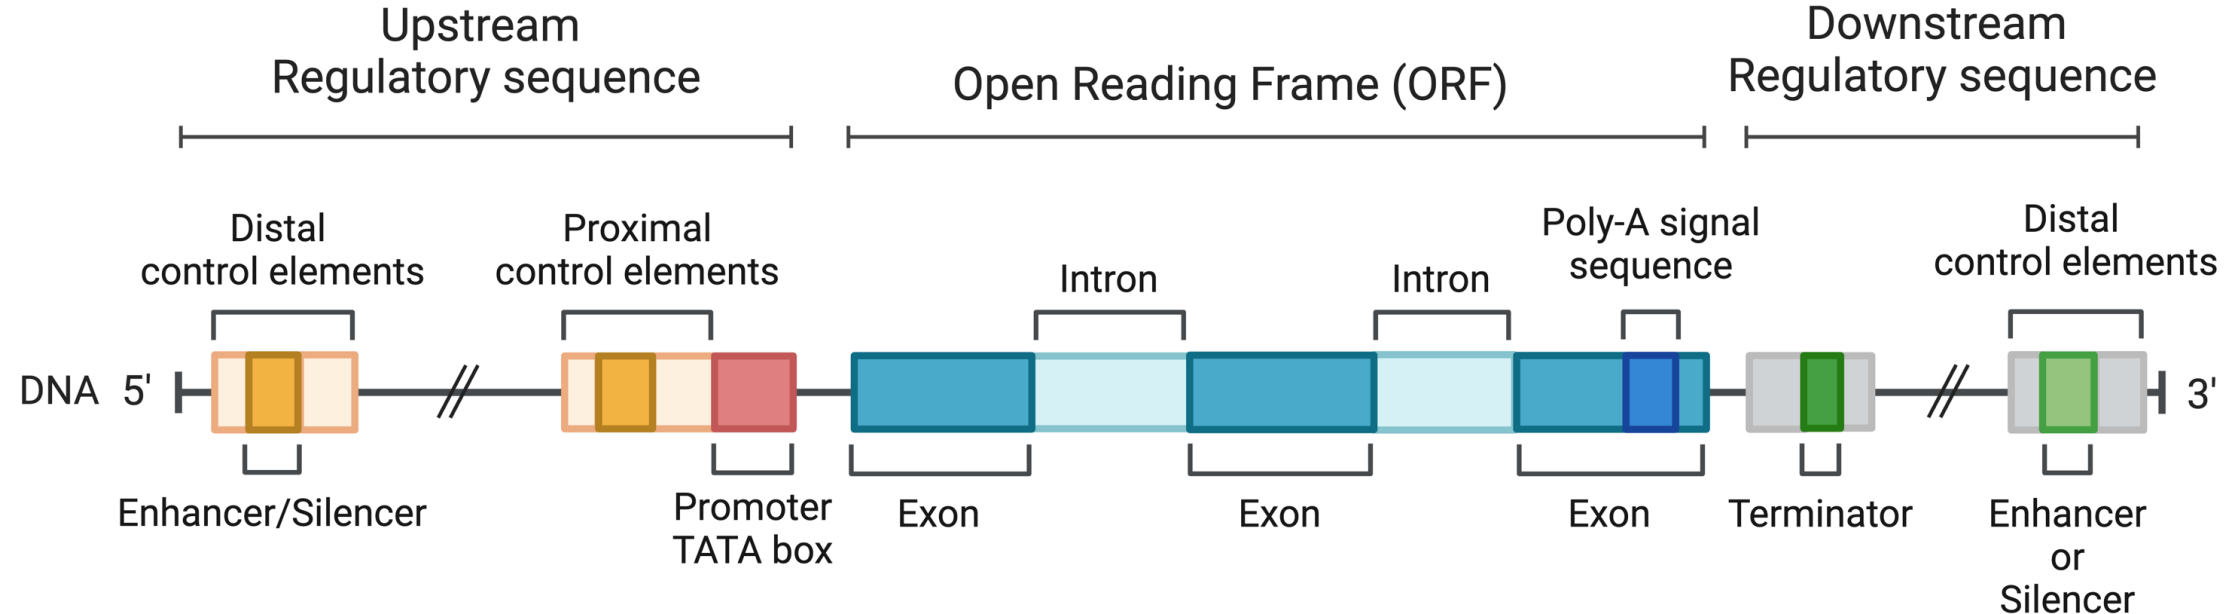 Upstream
Regulatory sequence
Open Reading Frame (ORF)
Downstream
Regulatory sequence
Distal
control elements
Proximal
control elements
Intron
Intron
Poly-A signal
sequence
Distal
control elements
DNA 5'
3'
Enhancer/Silencer
Promoter
TATA box
Exon
Exon
Exon
Terminator
Enhancer
or
Silencer